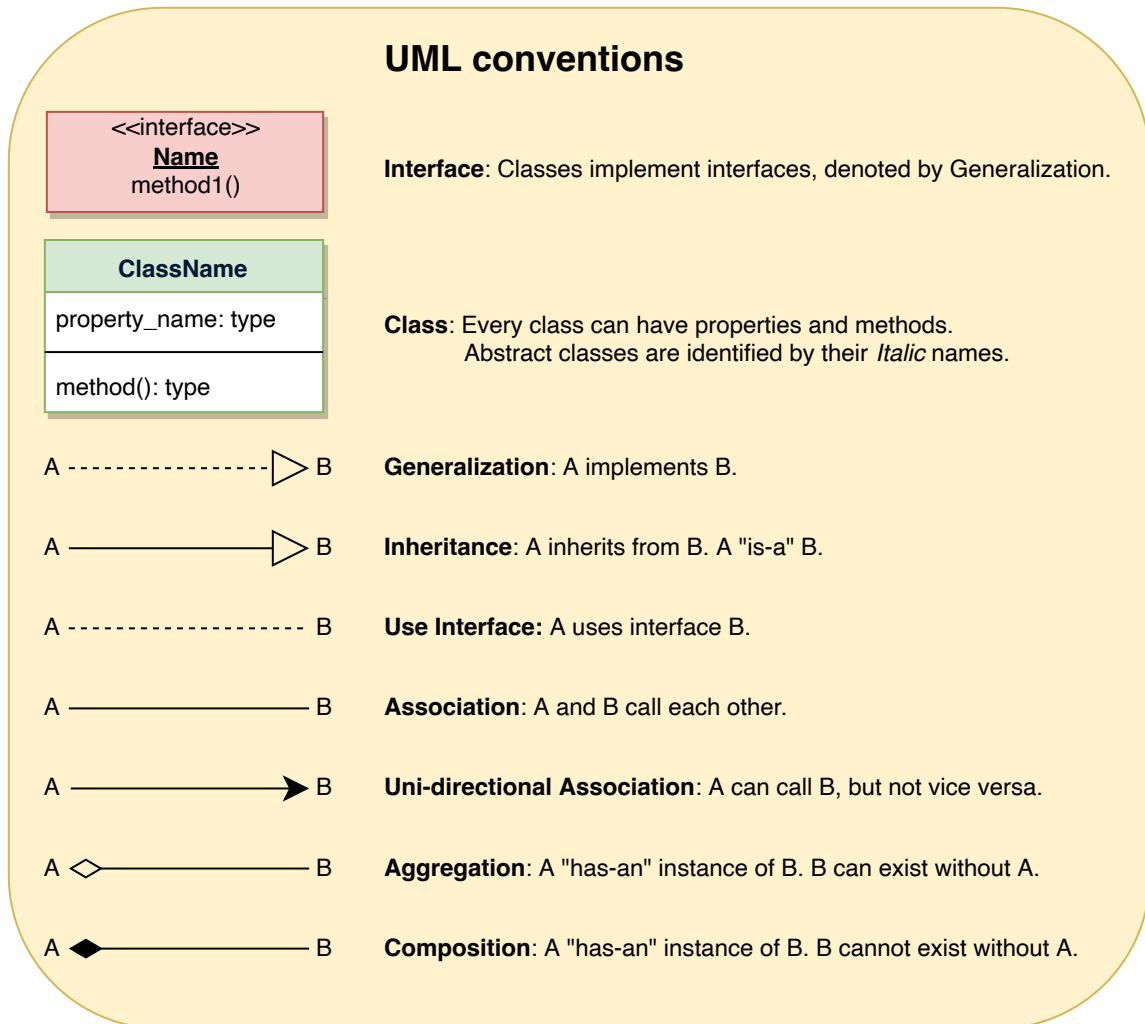 UML conventions
<<interface>>
Name
method1()
Interface: Classes implement interfaces, denoted by Generalization.
ClassName
property_name: type
method(): type
Class: Every class can have properties and methods.
Abstract classes are identified by their Italic names.
A B Generalization: A implements B.
A B Inheritance: A inherits from B. A "is-a" B.
A B Use Interface: A uses interface B.
A B Association: A and B call each other.
A B Uni-directional Association: A can call B, but not vice versa.
A B Aggregation: A "has-an" instance of B. B can exist without A.
A B Composition: A "has-an" instance of B. B cannot exist without A.